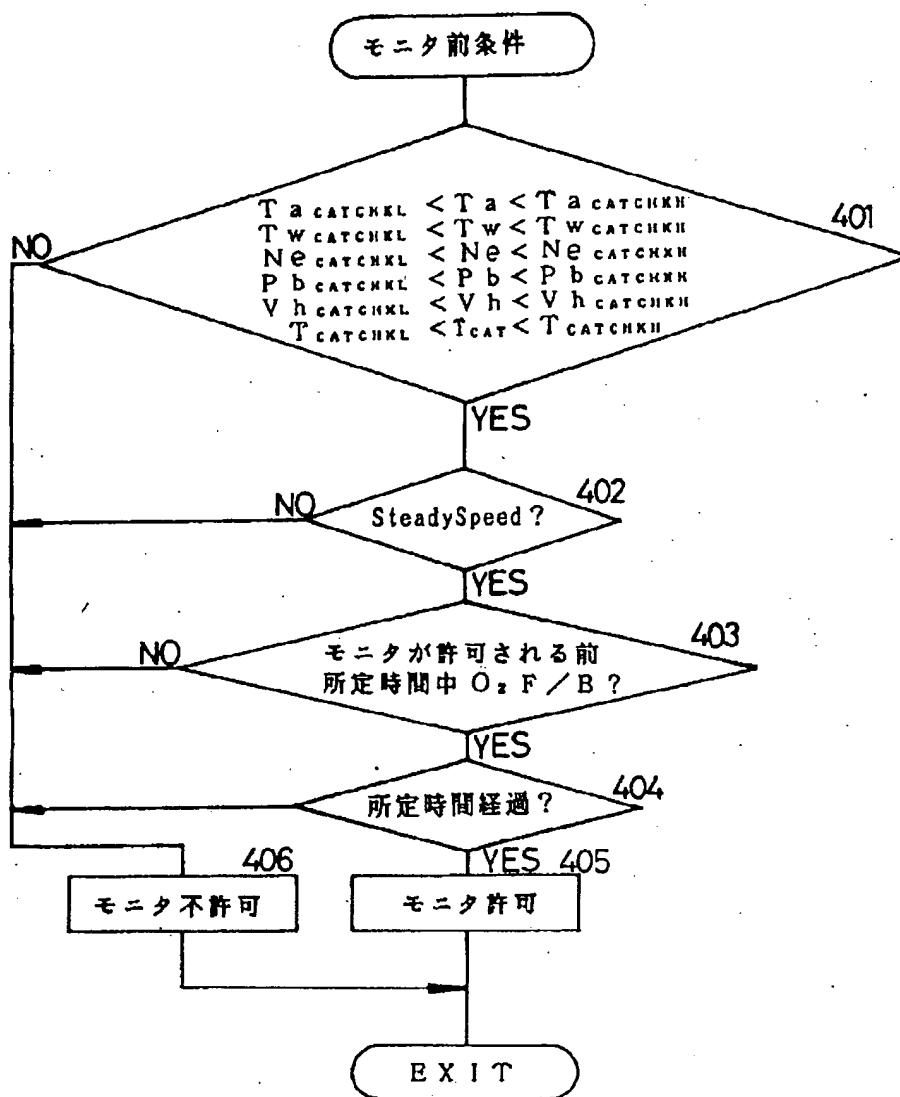 モニタ前条件
Ta CATCHKL <Ta<Ta CATCHKH
401
Tw CATCHKL <Tw<Tw CATCHKH
NO
Ne CATCHKL <Ne<Ne CATCHKH
Pb CATCHKL <Pb<Pb CATCHKH
Vh CATCHKL <Vh<Vh CATCHKH
T CATCHKL <TCAT<T CATCHKH
YES
402
NO
SteadySpeed?
YES
403
NO
モニタが許可される前
所定時間中O₂F/B?
YES
404
所定時間経過?
YES
405
406
モニタ不許可
モニタ許可
EXIT